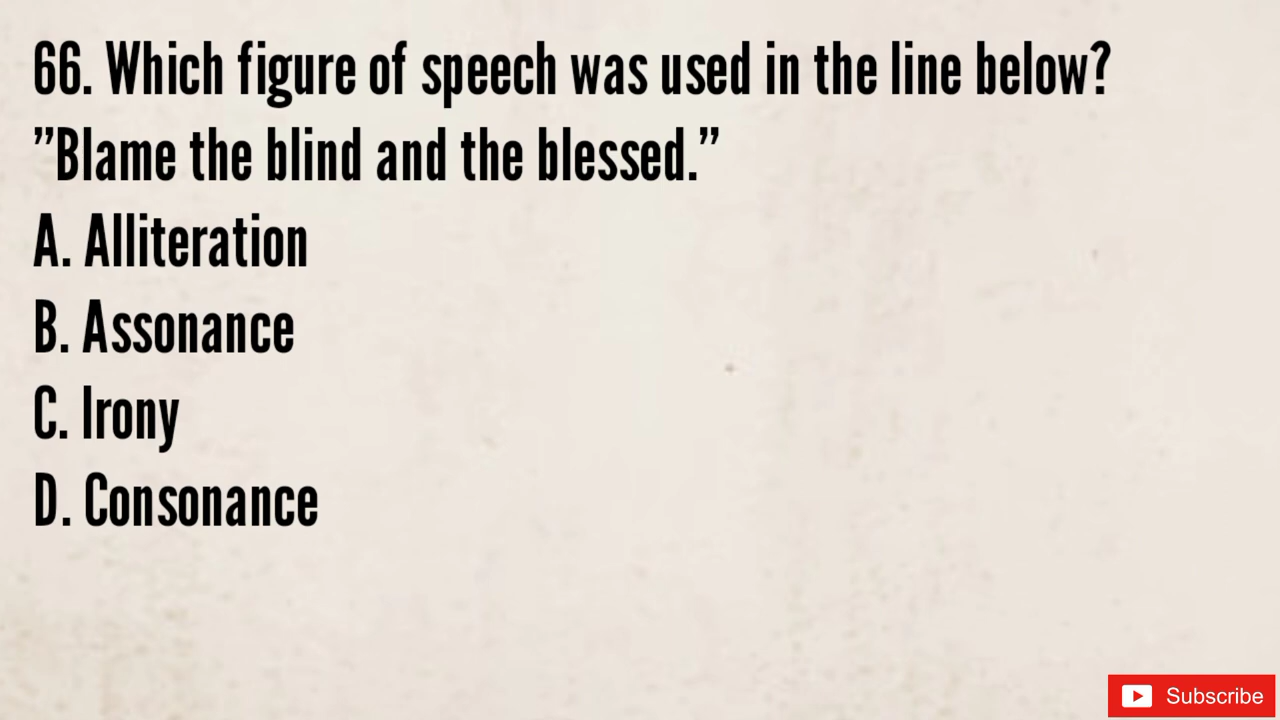 66. Which figure of speech was used in the line below?
”Blame the blind and the blessed.”
A. Alliteration
B. Assonance
C. Irony
D. Consonance
Subscribe